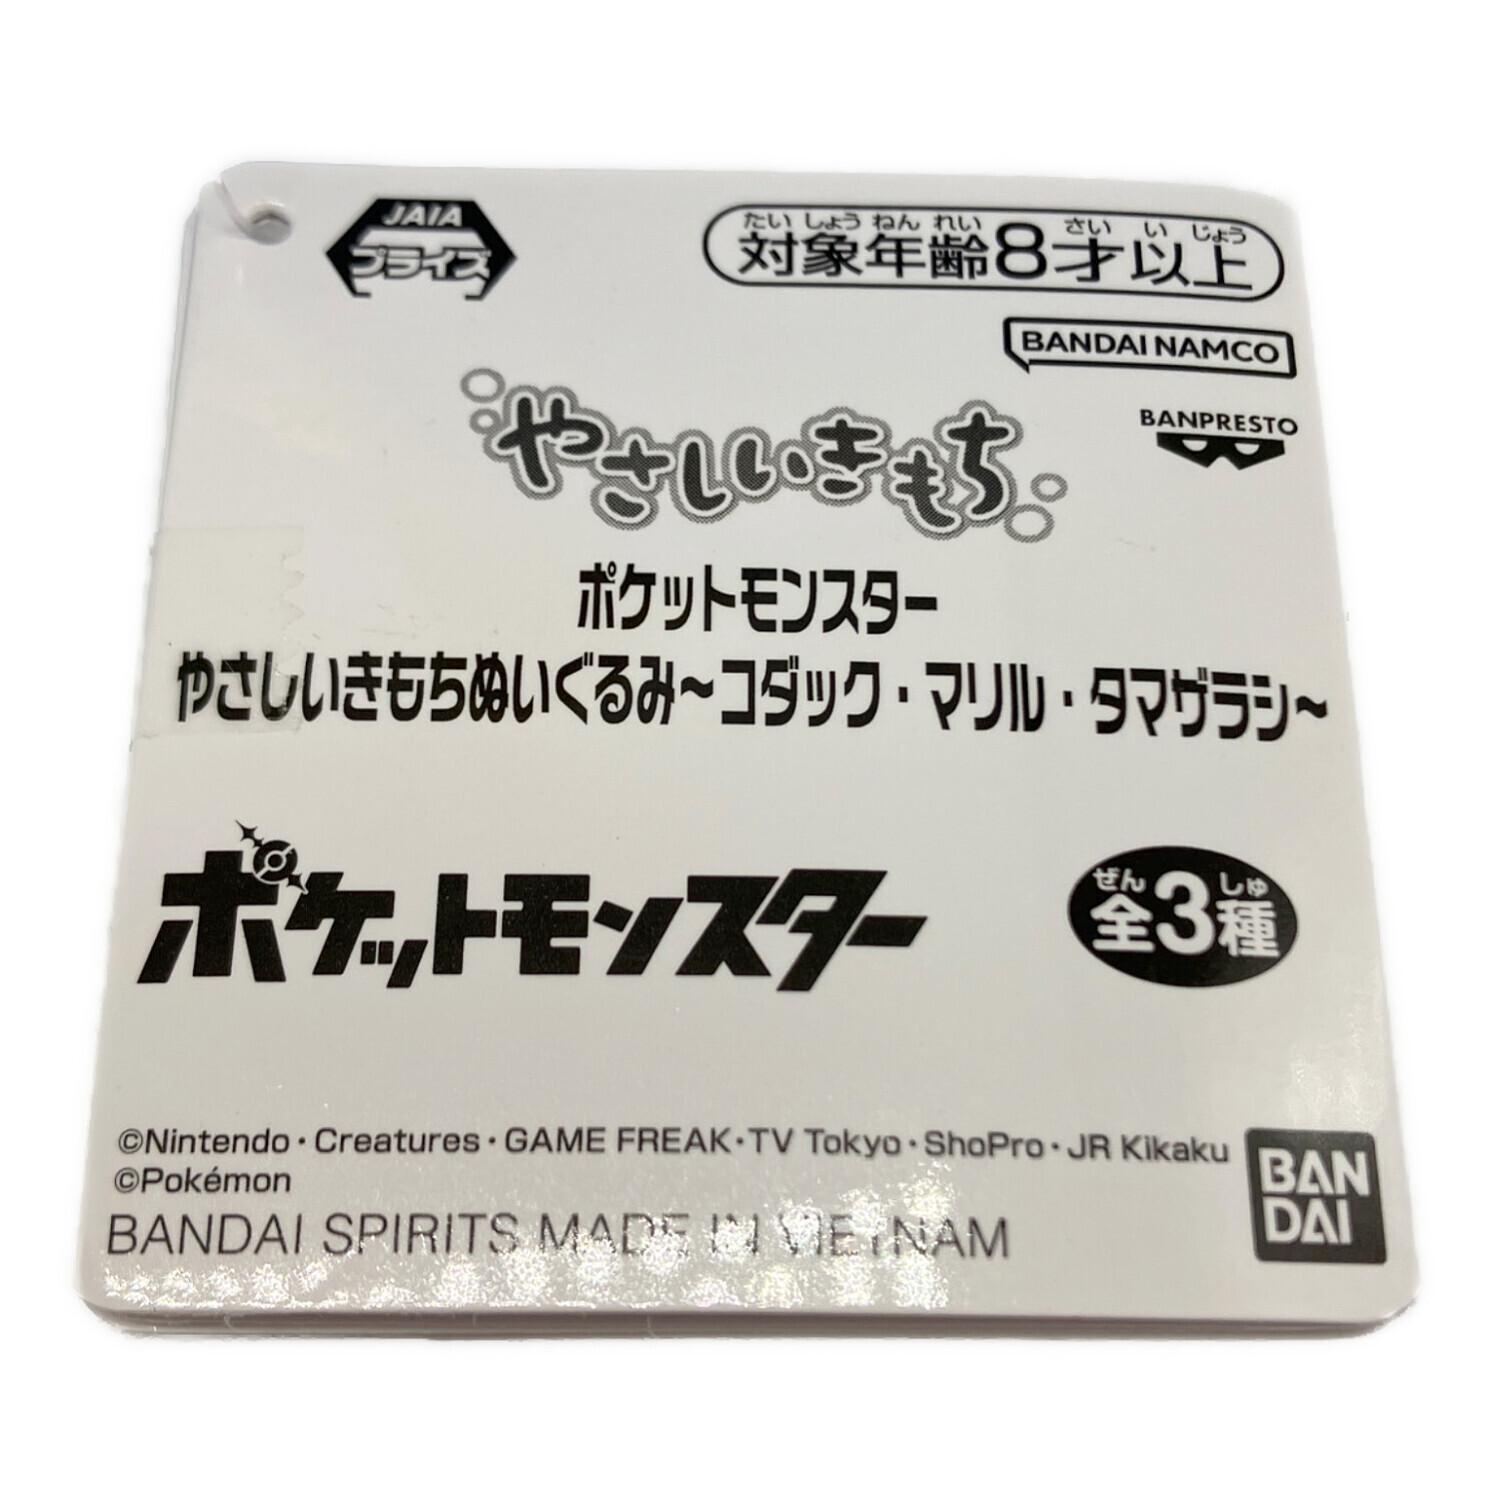 JAIA
プライズ
たいしょうねんれい さいいじょう
対象年齢8才以上
BANDAI NAMCO
BANPRESTO
やさしいきもち
ポケットモンスター
やさしいきもちぬいぐるみ~コダック・マリル・タマザラシ~
ポケットモンスター
ぜん しゅ
全3種
©Nintendo・Creatures・GAME FREAK・TV Tokyo・ShoPro・JR Kikaku
©Pokémon
BANDAI SPIRITS MADE IN VIETNAM
BAN
DAI